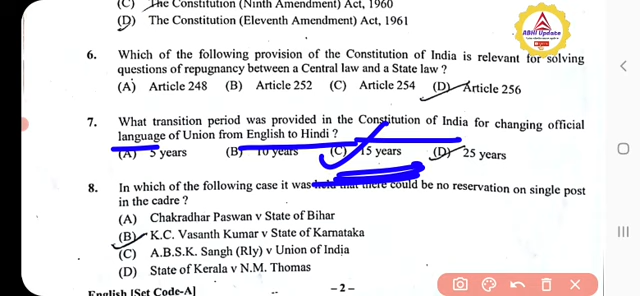 (C) The Constitution (Ninth Amendment) Act, 1960
(D) The Constitution (Eleventh Amendment) Act, 1961
ABHI Update
6. Which of the following provision of the Constitution of India is relevant for solving
questions of repugnancy between a Central law and a State law ?
(A) Article 248 (B) Article 252 (C) Article 254 (D) Article 256
7. What transition period was provided in the Constitution of India for changing official
language of Union from English to Hindi ?
(A) 5 years (B) 10 years (C) 15 years (D) 25 years
8. In which of the following case it was held that there could be no reservation on single post
in the cadre ?
(A) Chakradhar Paswan v State of Bihar
(B) K.C. Vasanth Kumar v State of Karnataka
(C) A.B.S.K. Sangh (Rly) v Union of India
(D) State of Kerala v N.M. Thomas
English [Set Code-A] – 2 –